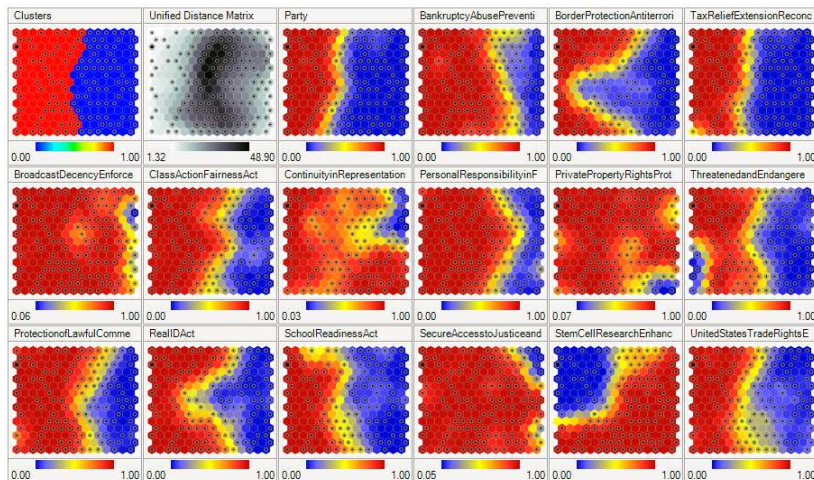 Clusters
Unified Distance Matrix
Party
BankruptcyAbusePreventi
BorderProtectionAntiterrori
TaxReliefExtensionReconc
0.00 1.00
1.32 48.90
0.00 1.00
0.00 1.00
0.00 1.00
0.00 1.00
BroadcastDecencyEnforce
ClassActionFairnessAct
ContinuityinRepresentation
PersonalResponsibilityinF
PrivatePropertyRightsProt
ThreatenedandEndangere
0.06 1.00
0.00 1.00
0.03 1.00
0.00 1.00
0.07 1.00
0.00 1.00
ProtectionofLawfulComme
RealIDAct
SchoolReadinessAct
SecureAccesstoJusticeand
StemCellResearchEnhanc
UnitedStatesTradeRightsE
0.00 1.00
0.00 1.00
0.00 1.00
0.05 1.00
0.00 1.00
0.00 1.00